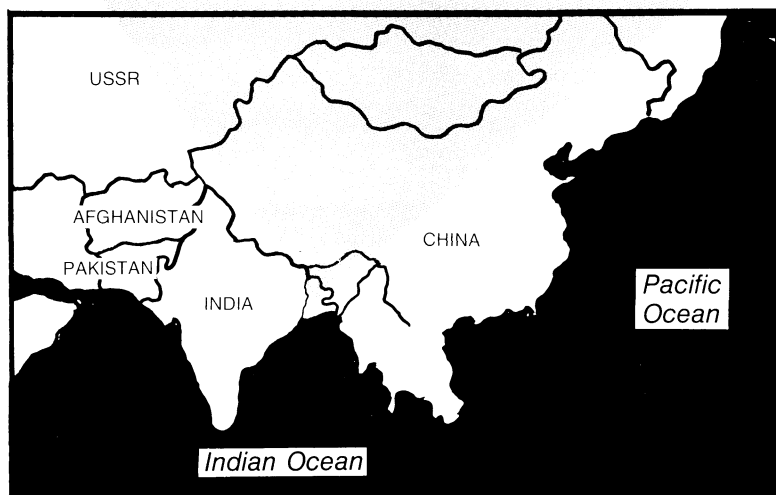 USSR
AFGHANISTAN
PAKISTAN
CHINA
INDIA
Pacific
Ocean
Indian Ocean